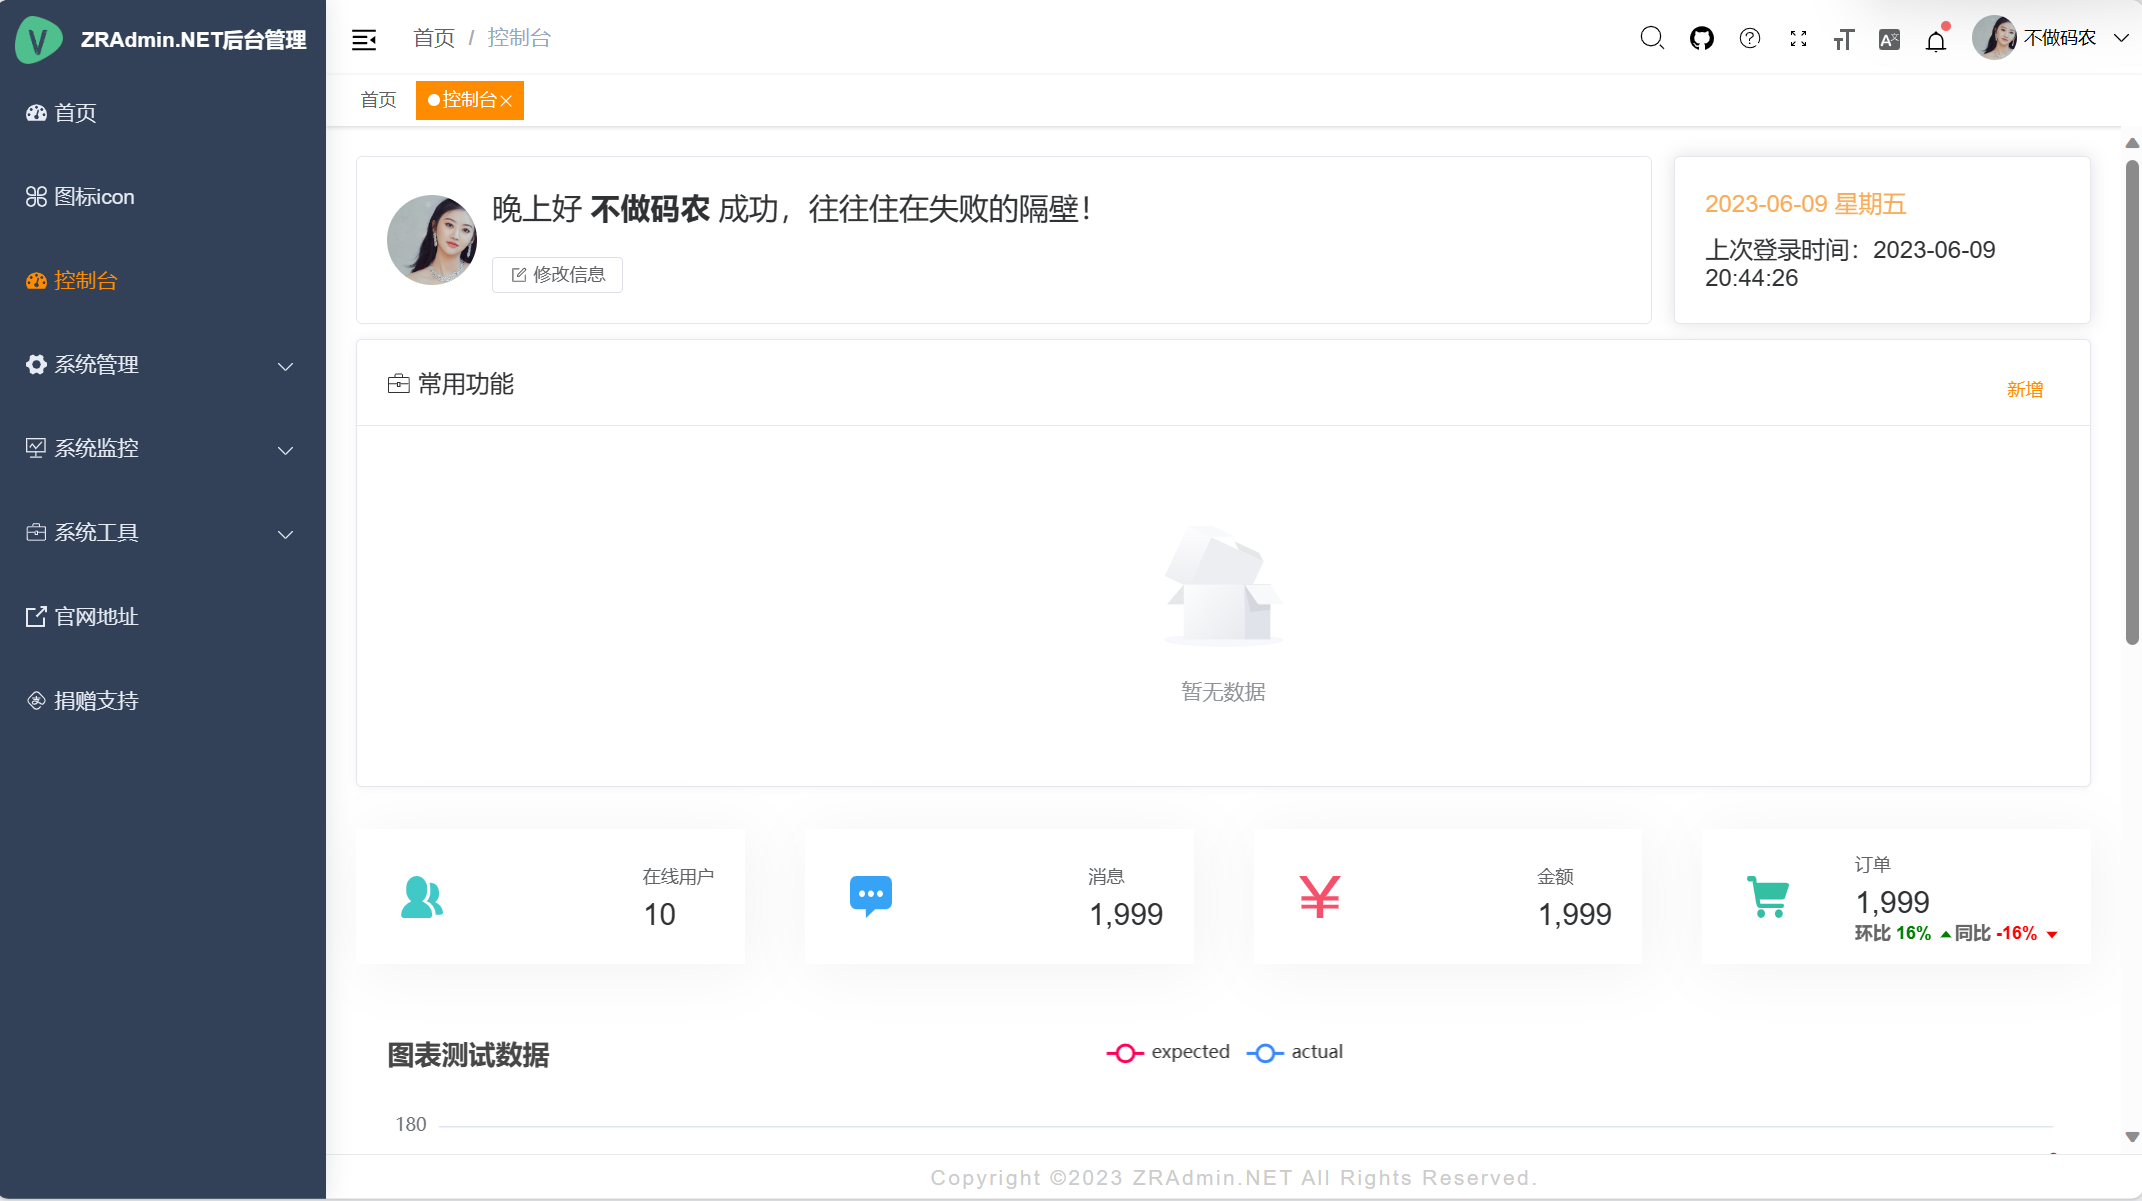 ZRAdmin.NET后台管理
首页
图标icon
控制台
系统管理
系统监控
系统工具
官网地址
捐赠支持
首页 / 控制台
不做码农
首页
控制台
晚上好 不做码农 成功，往往住在失败的隔壁！
修改信息
2023-06-09 星期五
上次登录时间：2023-06-09
20:44:26
常用功能
新增
暂无数据
在线用户
10
消息
1,999
金额
1,999
订单
1,999
环比 16% 同比 -16%
图表测试数据
expected
actual
180
Copyright ©2023 ZRAdmin.NET All Rights Reserved.